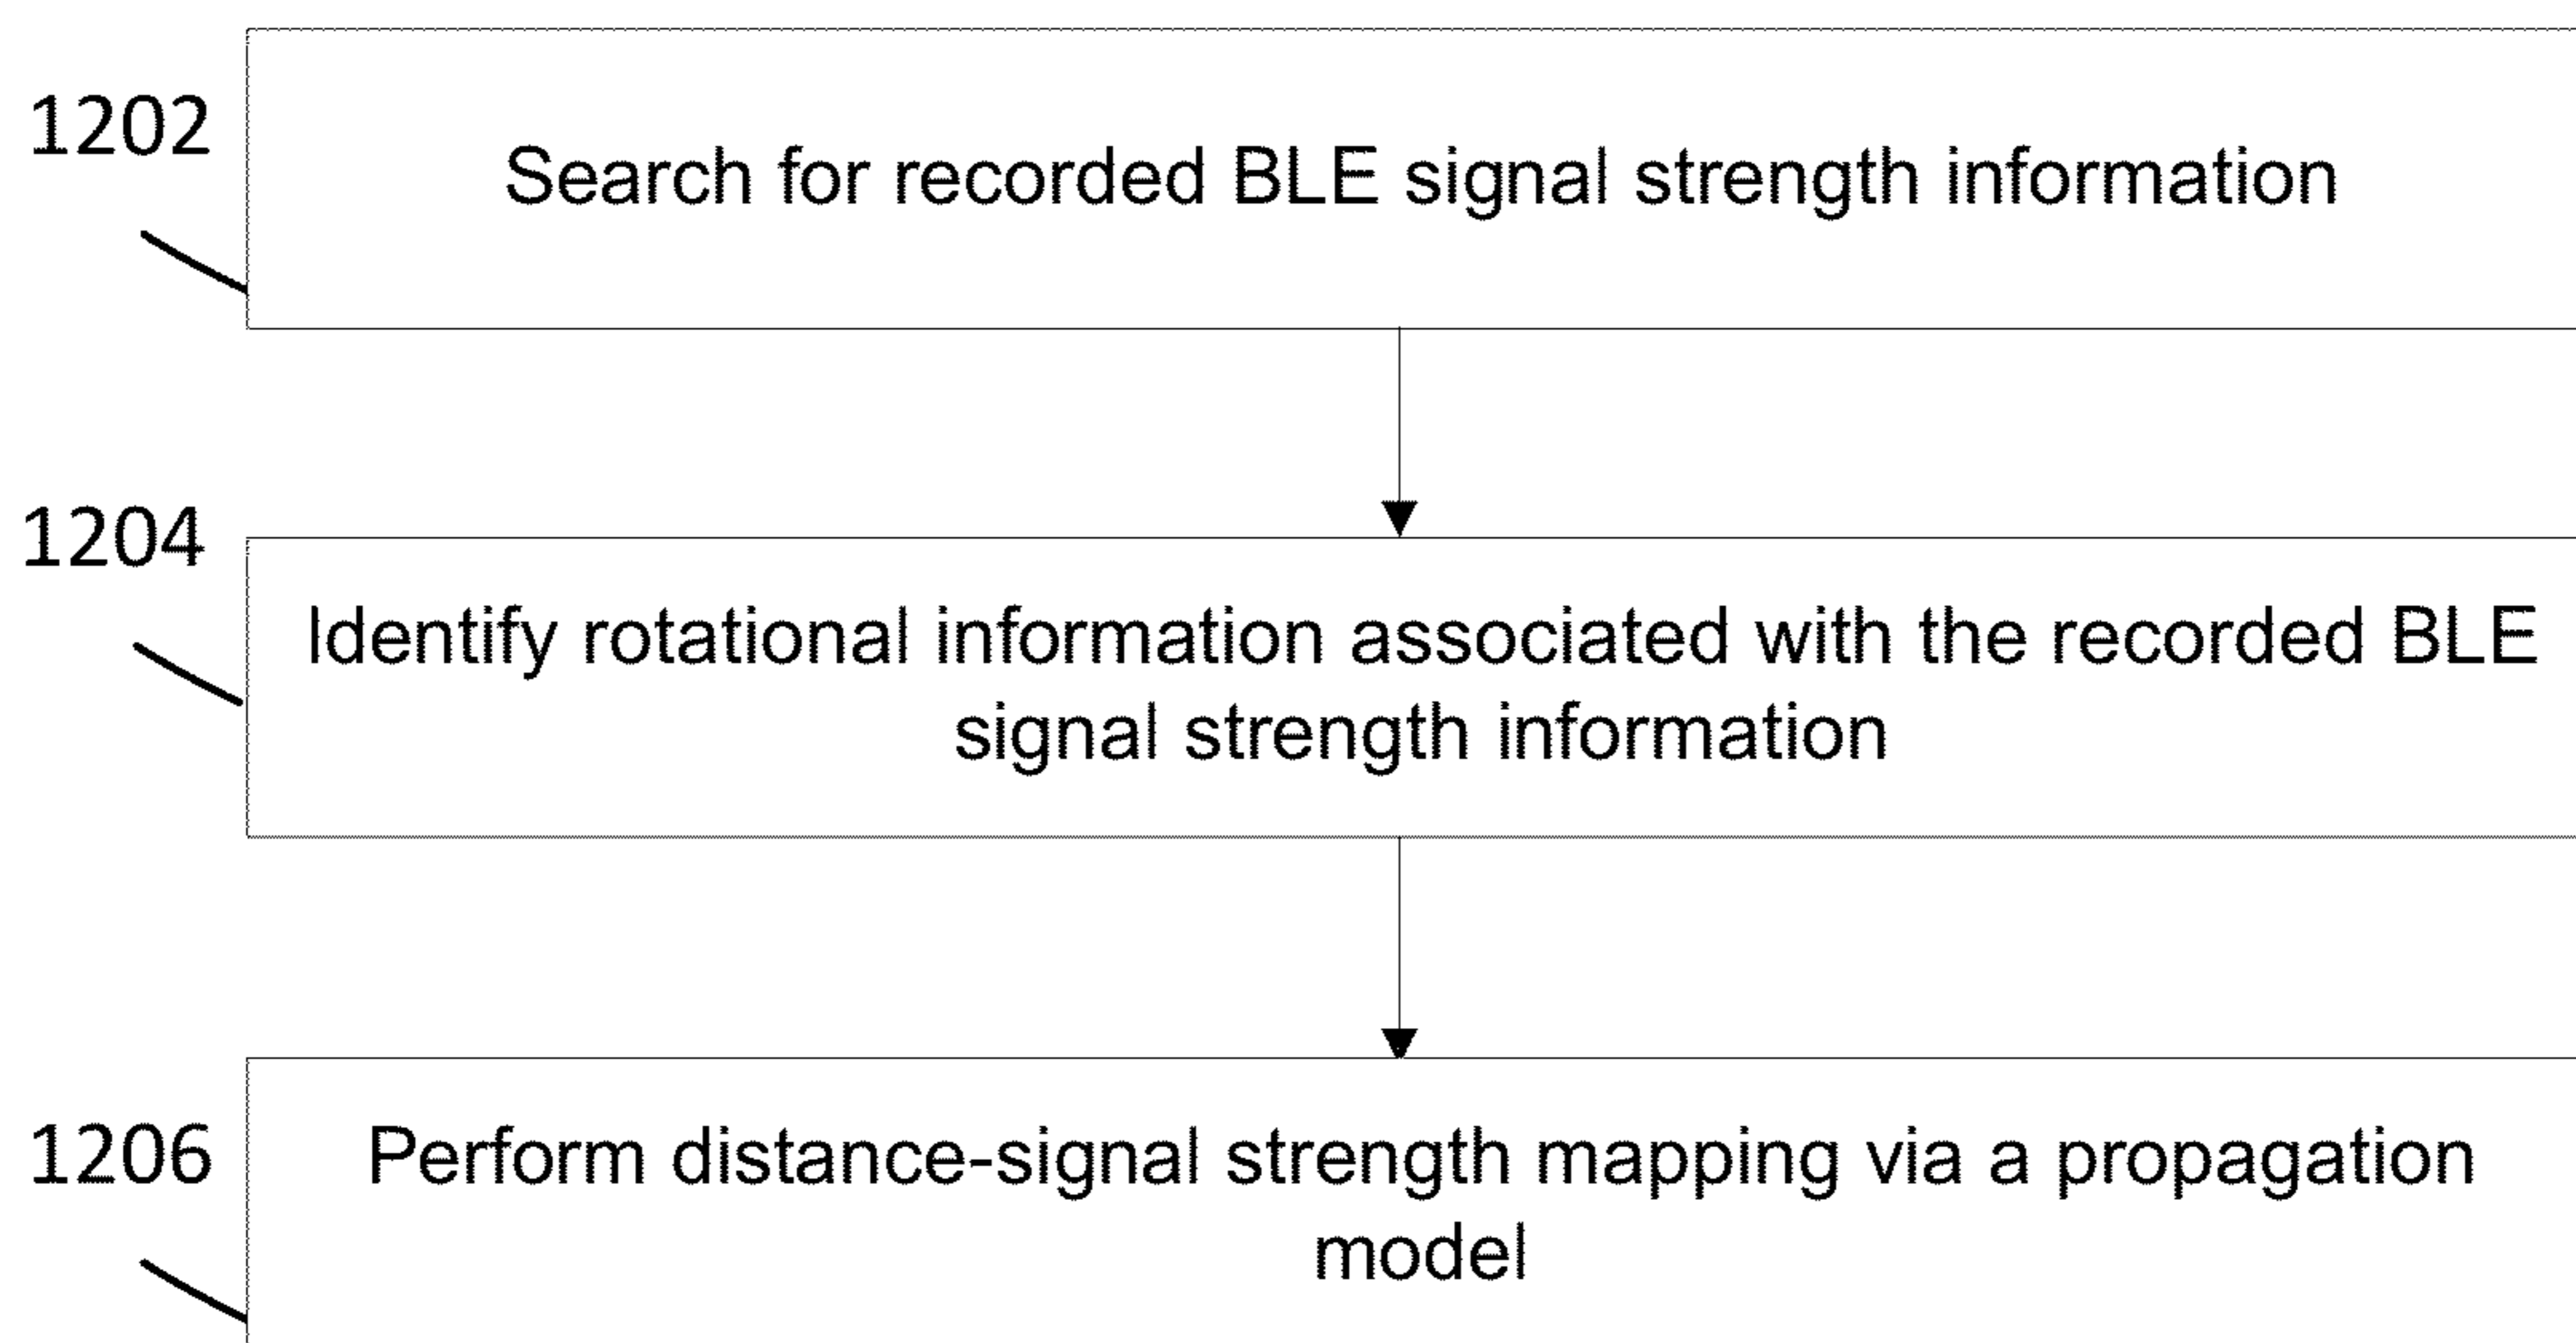 1202
Search for recorded BLE signal strength information
1204
Identify rotational information associated with the recorded BLE
signal strength information
1206
Perform distance-signal strength mapping via a propagation
model